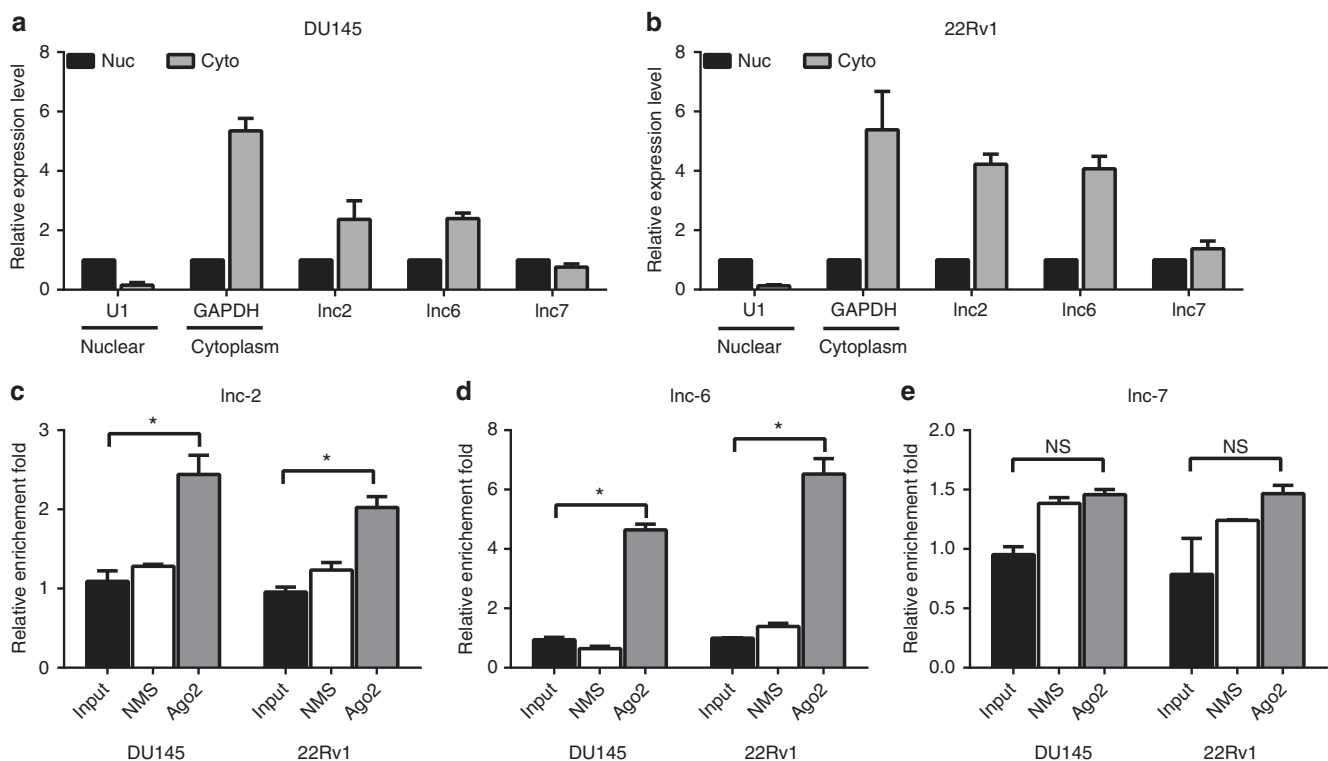 a
DU145
Relative expression level
8
6
4
2
0
Nuc
Cyto
U1
GAPDH
lnc2
lnc6
lnc7
Nuclear
Cytoplasm
b
22Rv1
Relative expression level
8
6
4
2
0
Nuc
Cyto
U1
GAPDH
lnc2
lnc6
lnc7
Nuclear
Cytoplasm
c
lnc-2
Relative enrichement fold
3
2
1
0
*
*
Input
NMS
Ago2
Input
NMS
Ago2
DU145
22Rv1
d
lnc-6
Relative enrichement fold
8
6
4
2
0
*
*
Input
NMS
Ago2
Input
NMS
Ago2
DU145
22Rv1
e
lnc-7
Relative enrichement fold
2.0
1.5
1.0
0.5
0.0
NS
NS
Input
NMS
Ago2
Input
NMS
Ago2
DU145
22Rv1